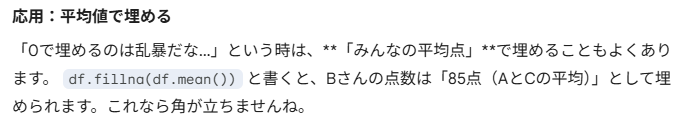 応用：平均値で埋める
「0で埋めるのは乱暴だな...」という時は、**「みんなの平均点」**で埋めることもよくあり
ます。 df.fillna(df.mean()) と書くと、Bさんの点数は「85点（AとCの平均）」として埋
められます。これなら角が立ちませんね。